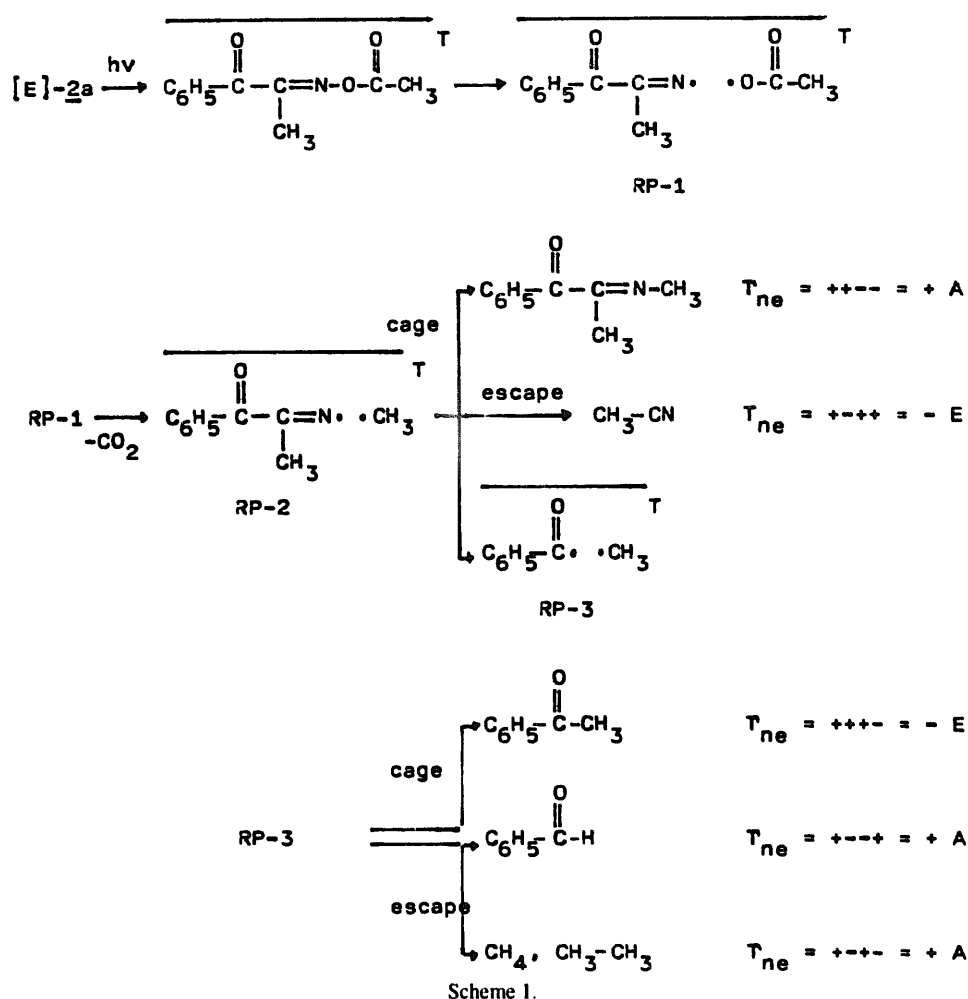 O O T O O T
[E]-2a hv C6H5-C-C=N-O-C-CH3 C6H5-C-C=N· ·O-C-CH3
CH3 CH3
RP-1
O
C6H5-C-C=N-CH3 Tne = ++-- = + A
cage CH3
T
O escape
RP-1 -CO2 C6H5-C-C=N· ·CH3 CH3-CN Tne = +-++ = - E
CH3
RP-2 T
O
C6H5-C· ·CH3
RP-3
O
C6H5-C-CH3 Tne = +++- = - E
cage
O
RP-3 C6H5-C-H Tne = +--+ = + A
escape
CH4, CH3-CH3 Tne = +-+- = + A
Scheme 1.